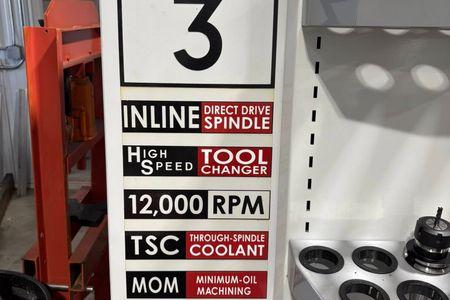 3
INLINE DIRECT DRIVE SPINDLE
HIGH SPEED TOOL CHANGER
12,000 RPM
TSC THROUGH-SPINDLE COOLANT
MOM MINIMUM-OIL MACHINING